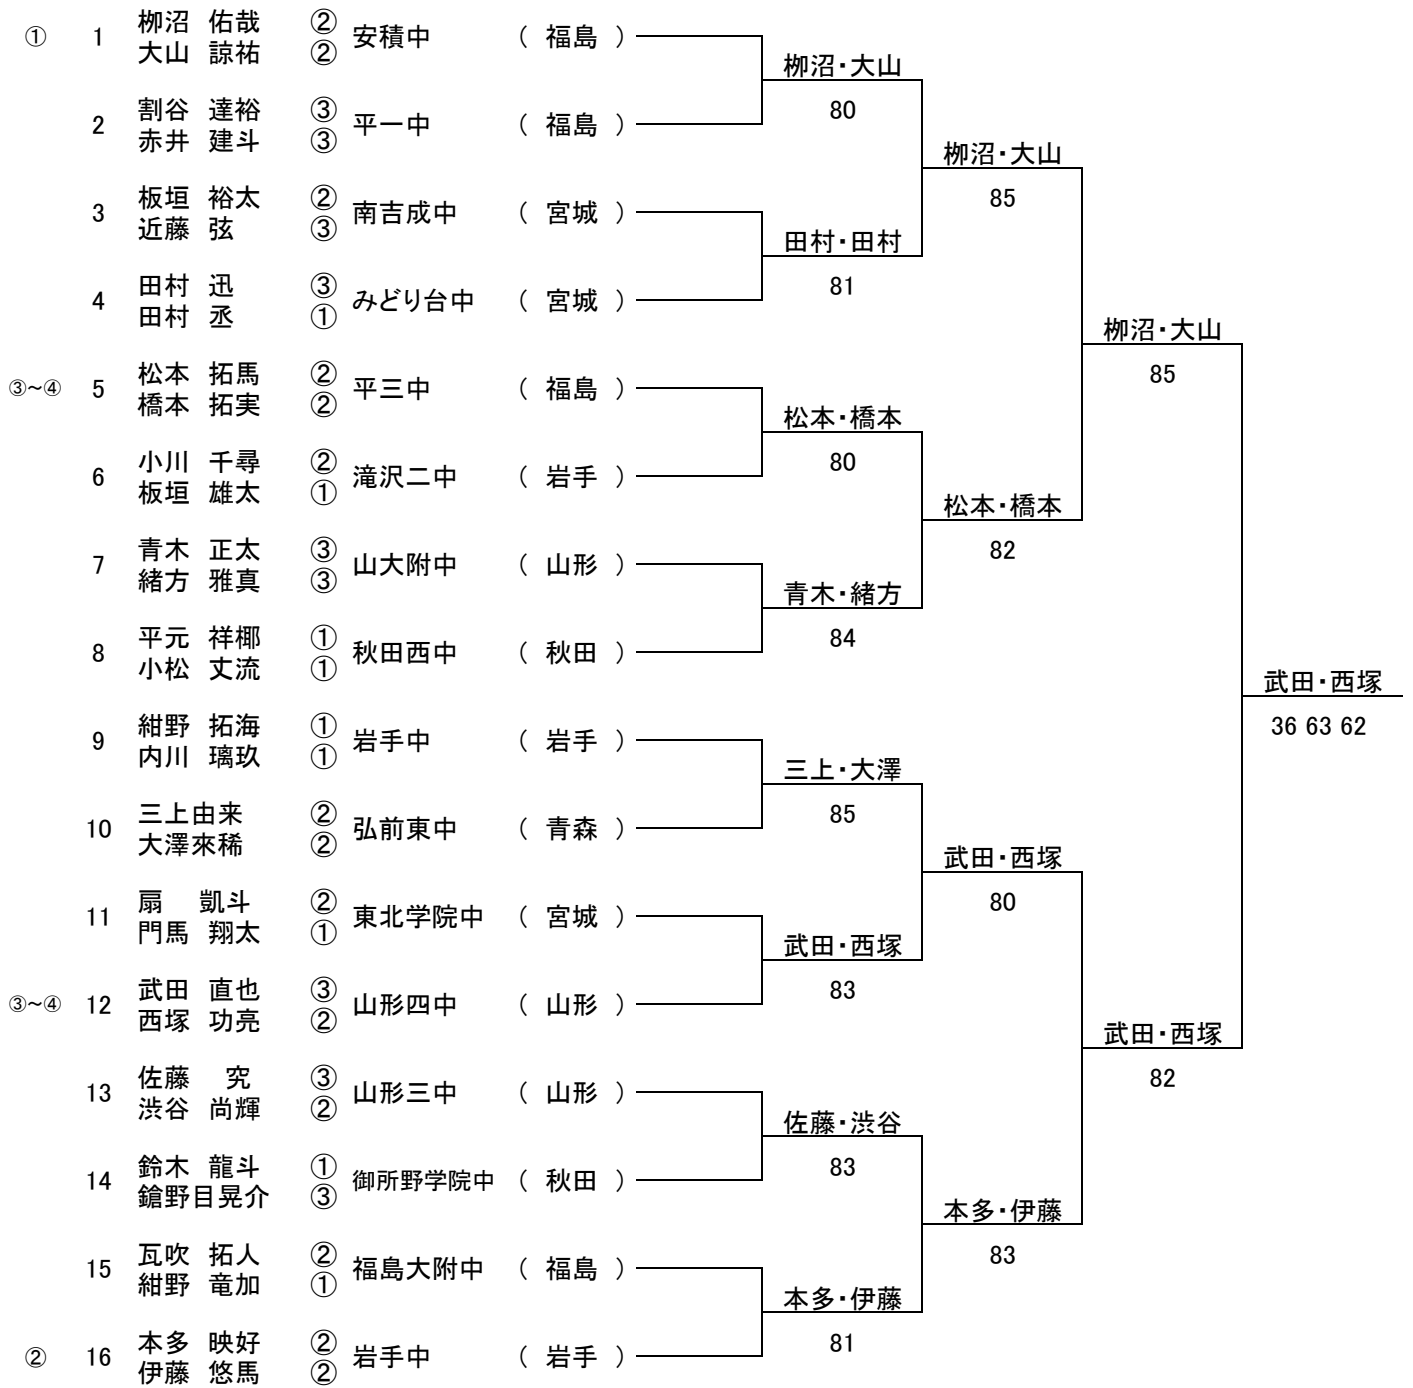 ① 1 栁沼 佑哉 ② 安積中 ( 福島 )
大山 諒祐 ②
2 割谷 達裕 ③ 平一中 ( 福島 )
赤井 建斗 ③
3 板垣 裕太 ② 南吉成中 ( 宮城 )
近藤 弦 ③
4 田村 迅 ③ みどり台中 ( 宮城 )
田村 丞 ①
③~④ 5 松本 拓馬 ② 平三中 ( 福島 )
橋本 拓実 ②
6 小川 千尋 ② 滝沢二中 ( 岩手 )
板垣 雄太 ①
7 青木 正太 ③ 山大附中 ( 山形 )
緒方 雅真 ③
8 平元 祥椰 ① 秋田西中 ( 秋田 )
小松 丈流 ①
9 紺野 拓海 ① 岩手中 ( 岩手 )
内川 璃玖 ①
10 三上由来 ② 弘前東中 ( 青森 )
大澤來稀 ②
11 扇 凱斗 ② 東北学院中 ( 宮城 )
門馬 翔太 ①
③~④ 12 武田 直也 ③ 山形四中 ( 山形 )
西塚 功亮 ②
13 佐藤 究 ③ 山形三中 ( 山形 )
渋谷 尚輝 ②
14 鈴木 龍斗 ① 御所野学院中 ( 秋田 )
鎗野目晃介 ③
15 瓦吹 拓人 ② 福島大附中 ( 福島 )
紺野 竜加 ①
② 16 本多 映好 ② 岩手中 ( 岩手 )
伊藤 悠馬 ②
栁沼・大山
80
田村・田村
81
松本・橋本
80
青木・緒方
84
三上・大澤
85
武田・西塚
83
佐藤・渋谷
83
本多・伊藤
81
栁沼・大山
85
松本・橋本
82
武田・西塚
80
本多・伊藤
83
栁沼・大山
85
武田・西塚
82
武田・西塚
36 63 62